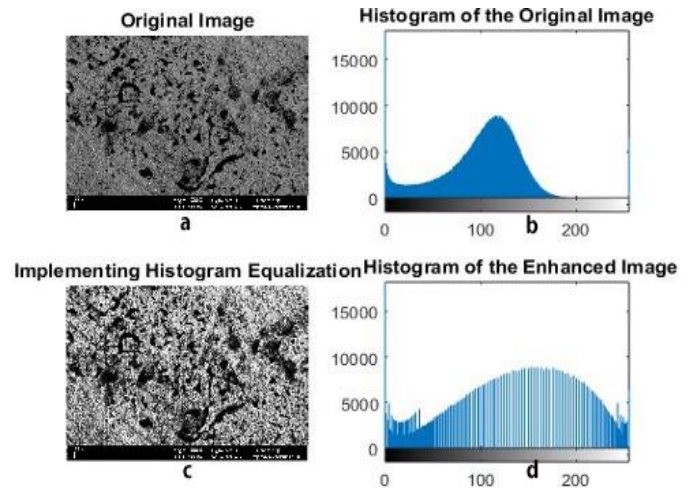 Original Image
Histogram of the Original Image
15000
10000
5000
0
0 100 200
a
b
Implementing Histogram Equalization
Histogram of the Enhanced Image
15000
10000
5000
0
0 100 200
c
d